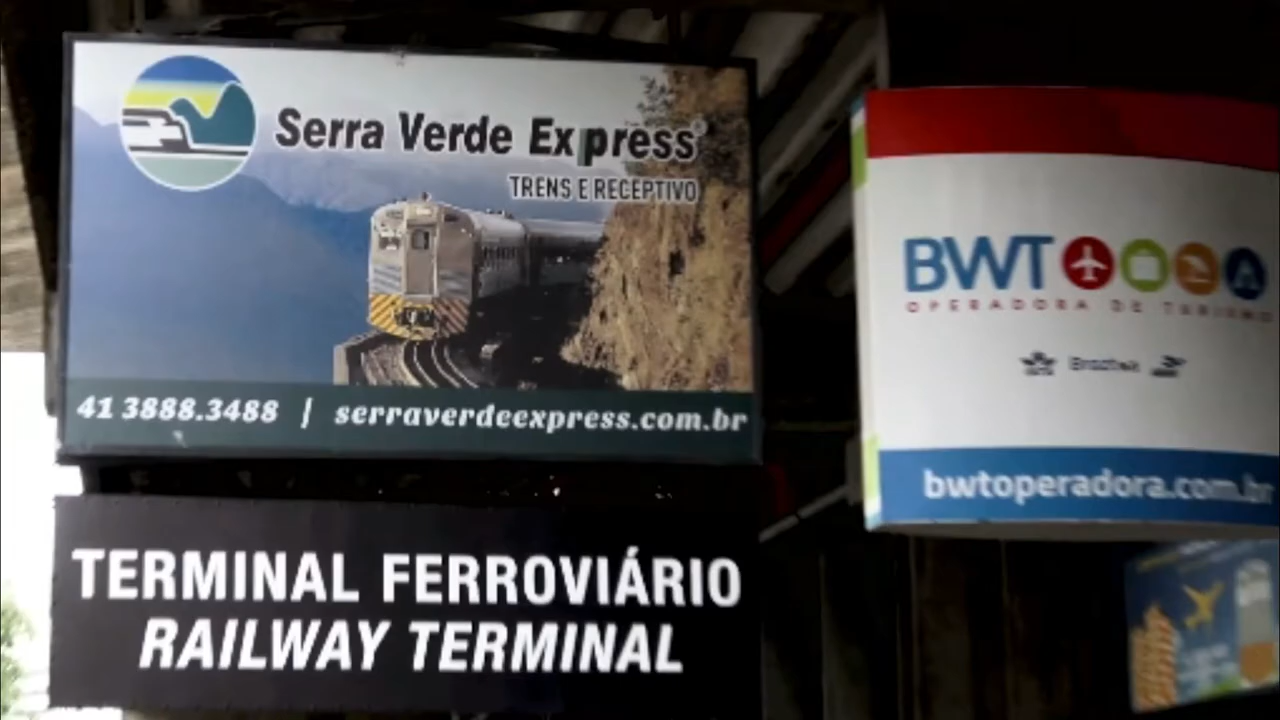 Serra Verde Express
TRENS E RECEPTIVO
41 3888.3488 | serraverdeexpress.com.br
TERMINAL FERROVIÁRIO
RAILWAY TERMINAL
BWT
OPERADORA DE TURISMO
bwtoperadora.com.br